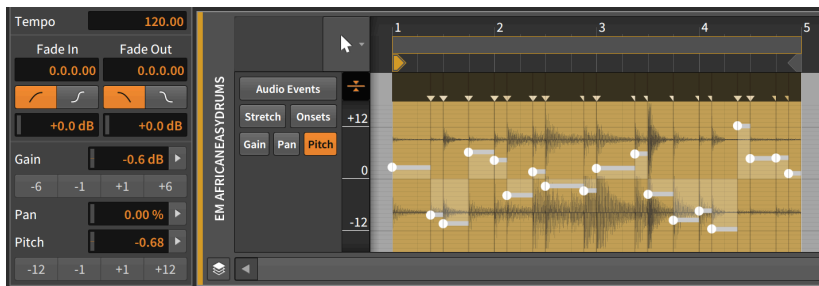 Tempo 120.00
Fade In Fade Out
0.0.0.00 0.0.0.00
+0.0 dB +0.0 dB
Gain -0.6 dB
-6 -1 +1 +6
Pan 0.00 %
Pitch -0.68
-12 -1 +1 +12
EM AFRICANEASYDRUMS
Audio Events
Stretch Onsets
Gain Pan Pitch
+12
0
-12
1 2 3 4 5